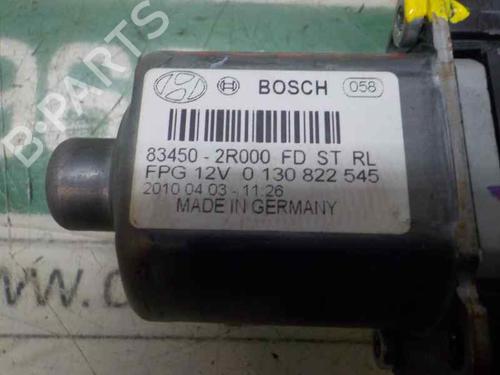 BOSCH 058
83450 - 2R000 FD ST RL
FPG 12V 0 130 822 545
2010 04 03 - 11:26
MADE IN GERMANY
B-PARTS